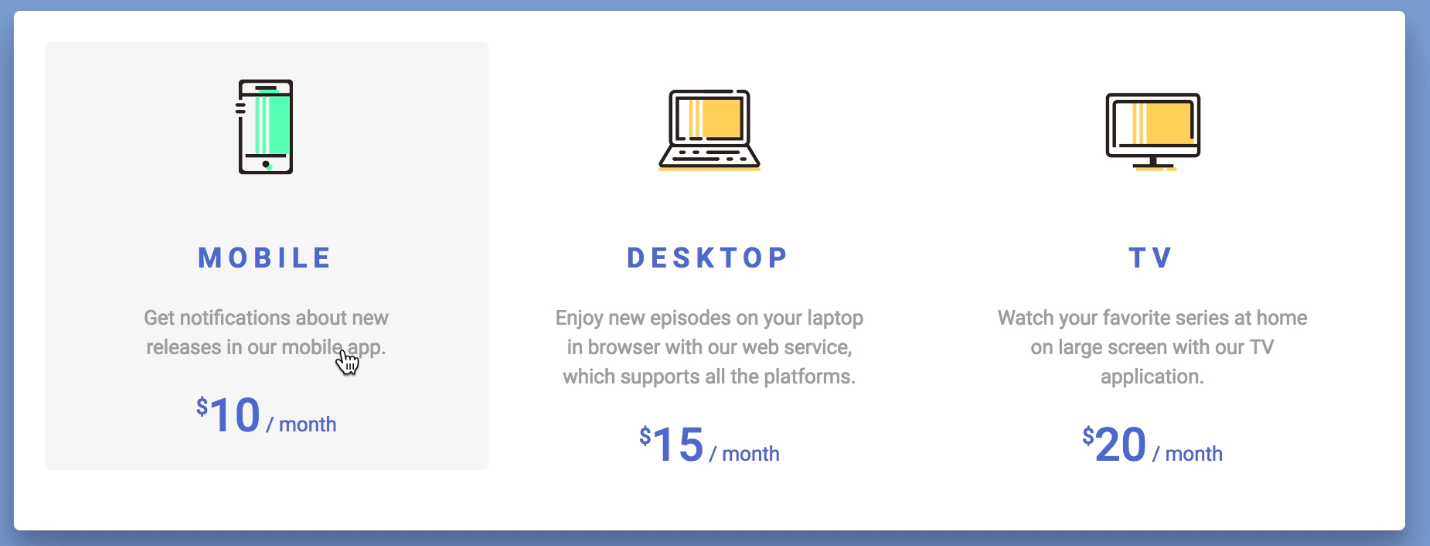 MOBILE
Get notifications about new
releases in our mobile app.
$10 / month
DESKTOP
Enjoy new episodes on your laptop
in browser with our web service,
which supports all the platforms.
$15 / month
TV
Watch your favorite series at home
on large screen with our TV
application.
$20 / month